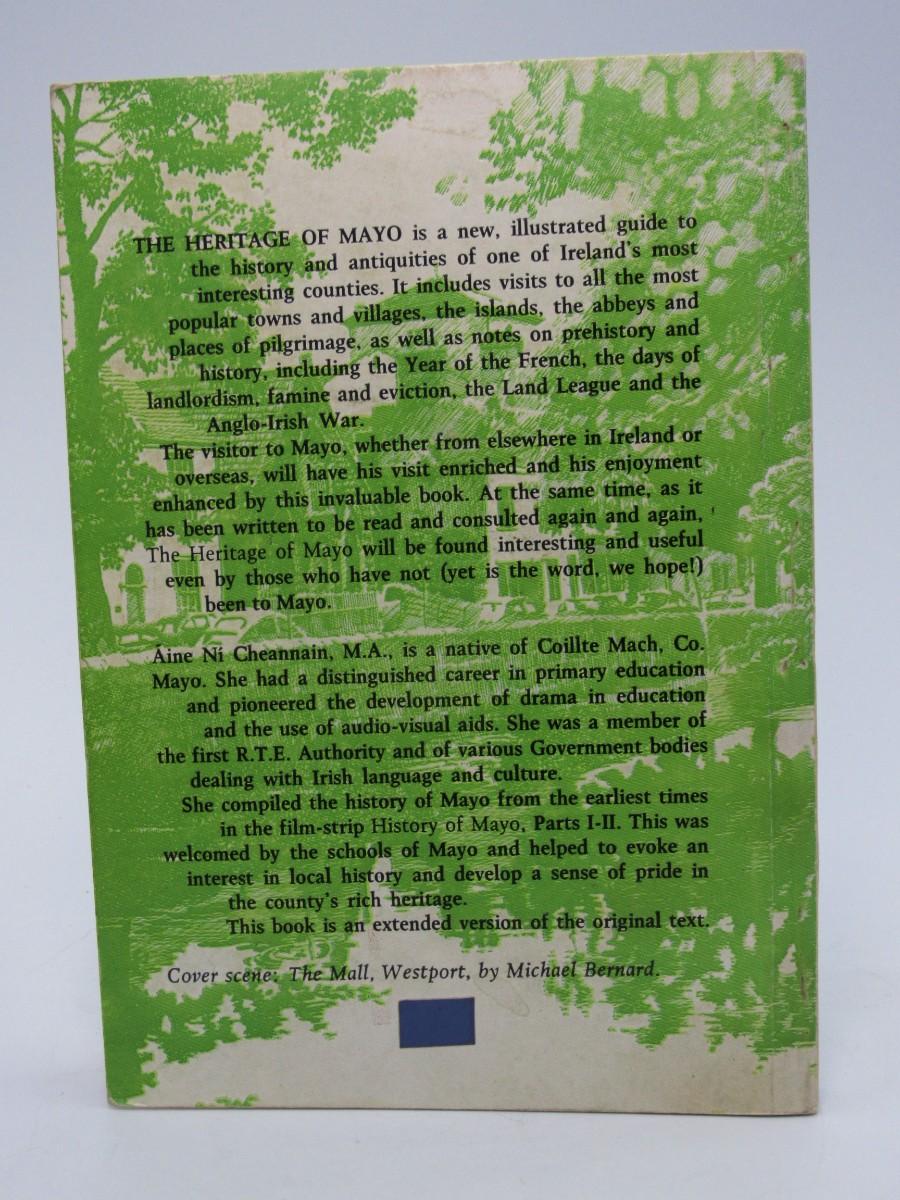 THE HERITAGE OF MAYO is a new, illustrated guide to
the history and antiquities of one of Ireland's most
interesting counties. It includes visits to all the most
popular towns and villages, the islands, the abbeys and
places of pilgrimage, as well as notes on prehistory and
history, including the Year of the French, the days of
landlordism, famine and eviction, the Land League and the
Anglo-Irish War.
The visitor to Mayo, whether from elsewhere in Ireland or
overseas, will have his visit enriched and his enjoyment
enhanced by this invaluable book. At the same time, as it
has been written to be read and consulted again and again,
The Heritage of Mayo will be found interesting and useful
even by those who have not (yet is the word, we hope!)
been to Mayo.
Áine Ní Cheannain, M.A., is a native of Coillte Mach, Co.
Mayo. She had a distinguished career in primary education
and pioneered the development of drama in education
and the use of audio-visual aids. She was a member of
the first R.T.E. Authority and of various Government bodies
dealing with Irish language and culture.
She compiled the history of Mayo from the earliest times
in the film-strip History of Mayo, Parts I-II. This was
welcomed by the schools of Mayo and helped to evoke an
interest in local history and develop a sense of pride in
the county's rich heritage.
This book is an extended version of the original text.
Cover scene: The Mall, Westport, by Michael Bernard.